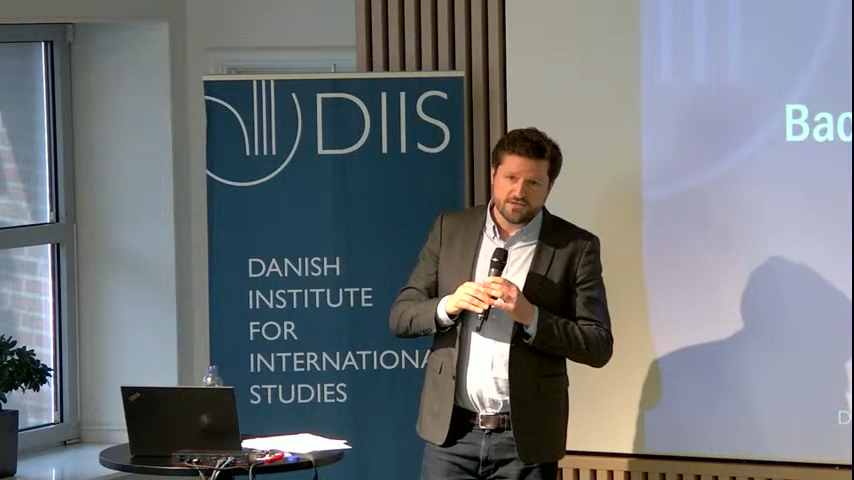 DIIS
DANISH
INSTITUTE
FOR
INTERNATIONA
STUDIES
Bac
D